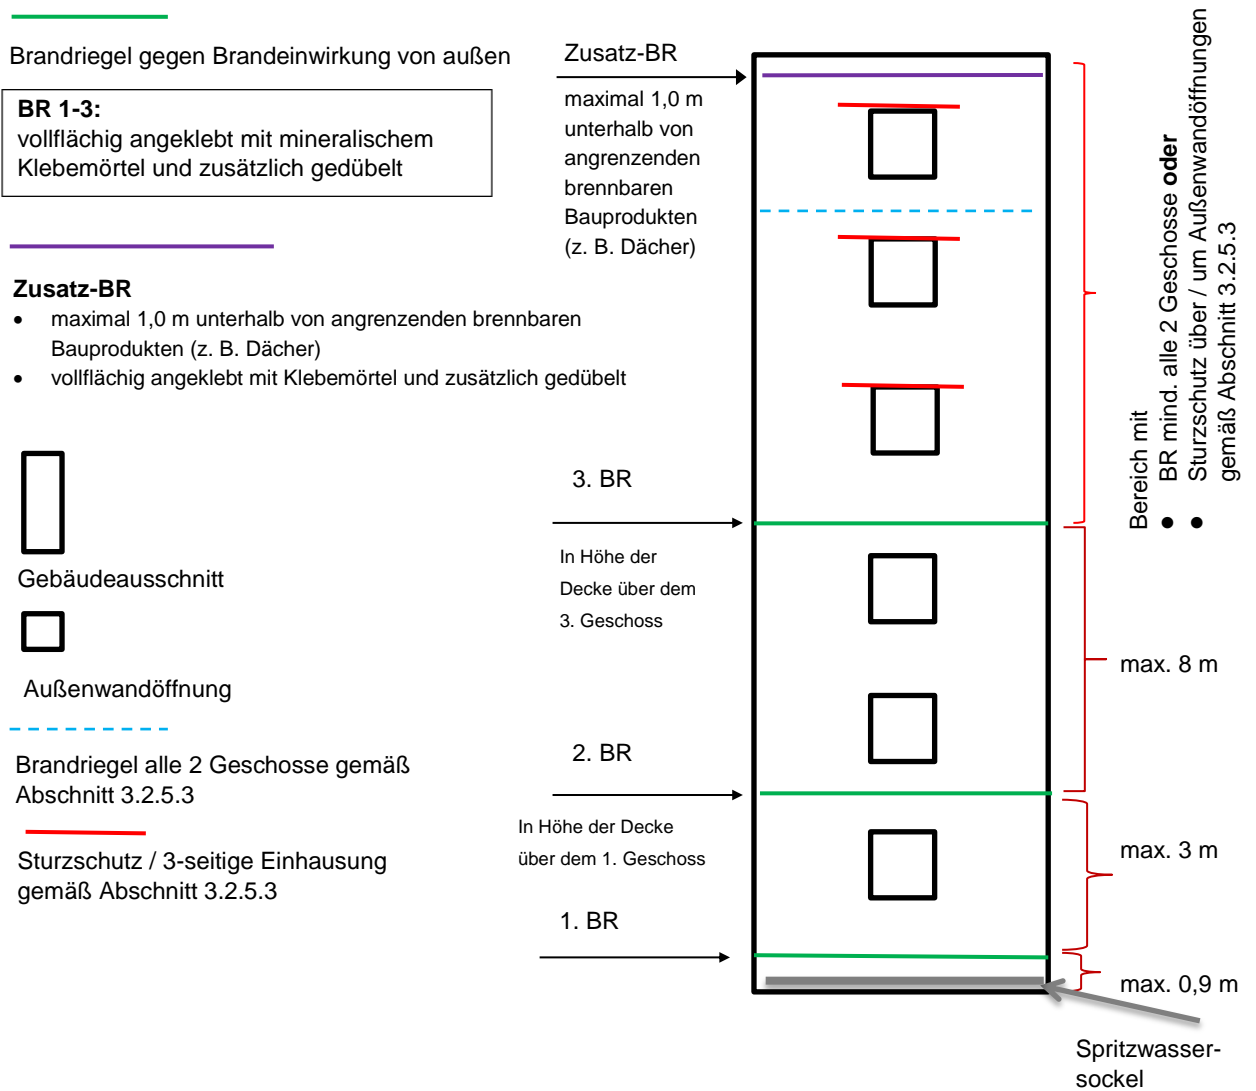 Brandriegel gegen Brandeinwirkung von außen
BR 1-3:
vollflächig angeklebt mit mineralischem
Klebemörtel und zusätzlich gedübelt
Zusatz-BR
• maximal 1,0 m unterhalb von angrenzenden brennbaren
Bauprodukten (z. B. Dächer)
• vollflächig angeklebt mit Klebemörtel und zusätzlich gedübelt
Gebäudeausschnitt
Außenwandöffnung
Brandriegel alle 2 Geschosse gemäß
Abschnitt 3.2.5.3
Sturzschutz / 3-seitige Einhausung
gemäß Abschnitt 3.2.5.3
Zusatz-BR
maximal 1,0 m
unterhalb von
angrenzenden
brennbaren
Bauprodukten
(z. B. Dächer)
3. BR
In Höhe der
Decke über dem
3. Geschoss
2. BR
In Höhe der Decke
über dem 1. Geschoss
1. BR
Bereich mit
• BR mind. alle 2 Geschosse oder
• Sturzschutz über / um Außenwandöffnungen
gemäß Abschnitt 3.2.5.3
max. 8 m
max. 3 m
max. 0,9 m
Spritzwasser-
sockel